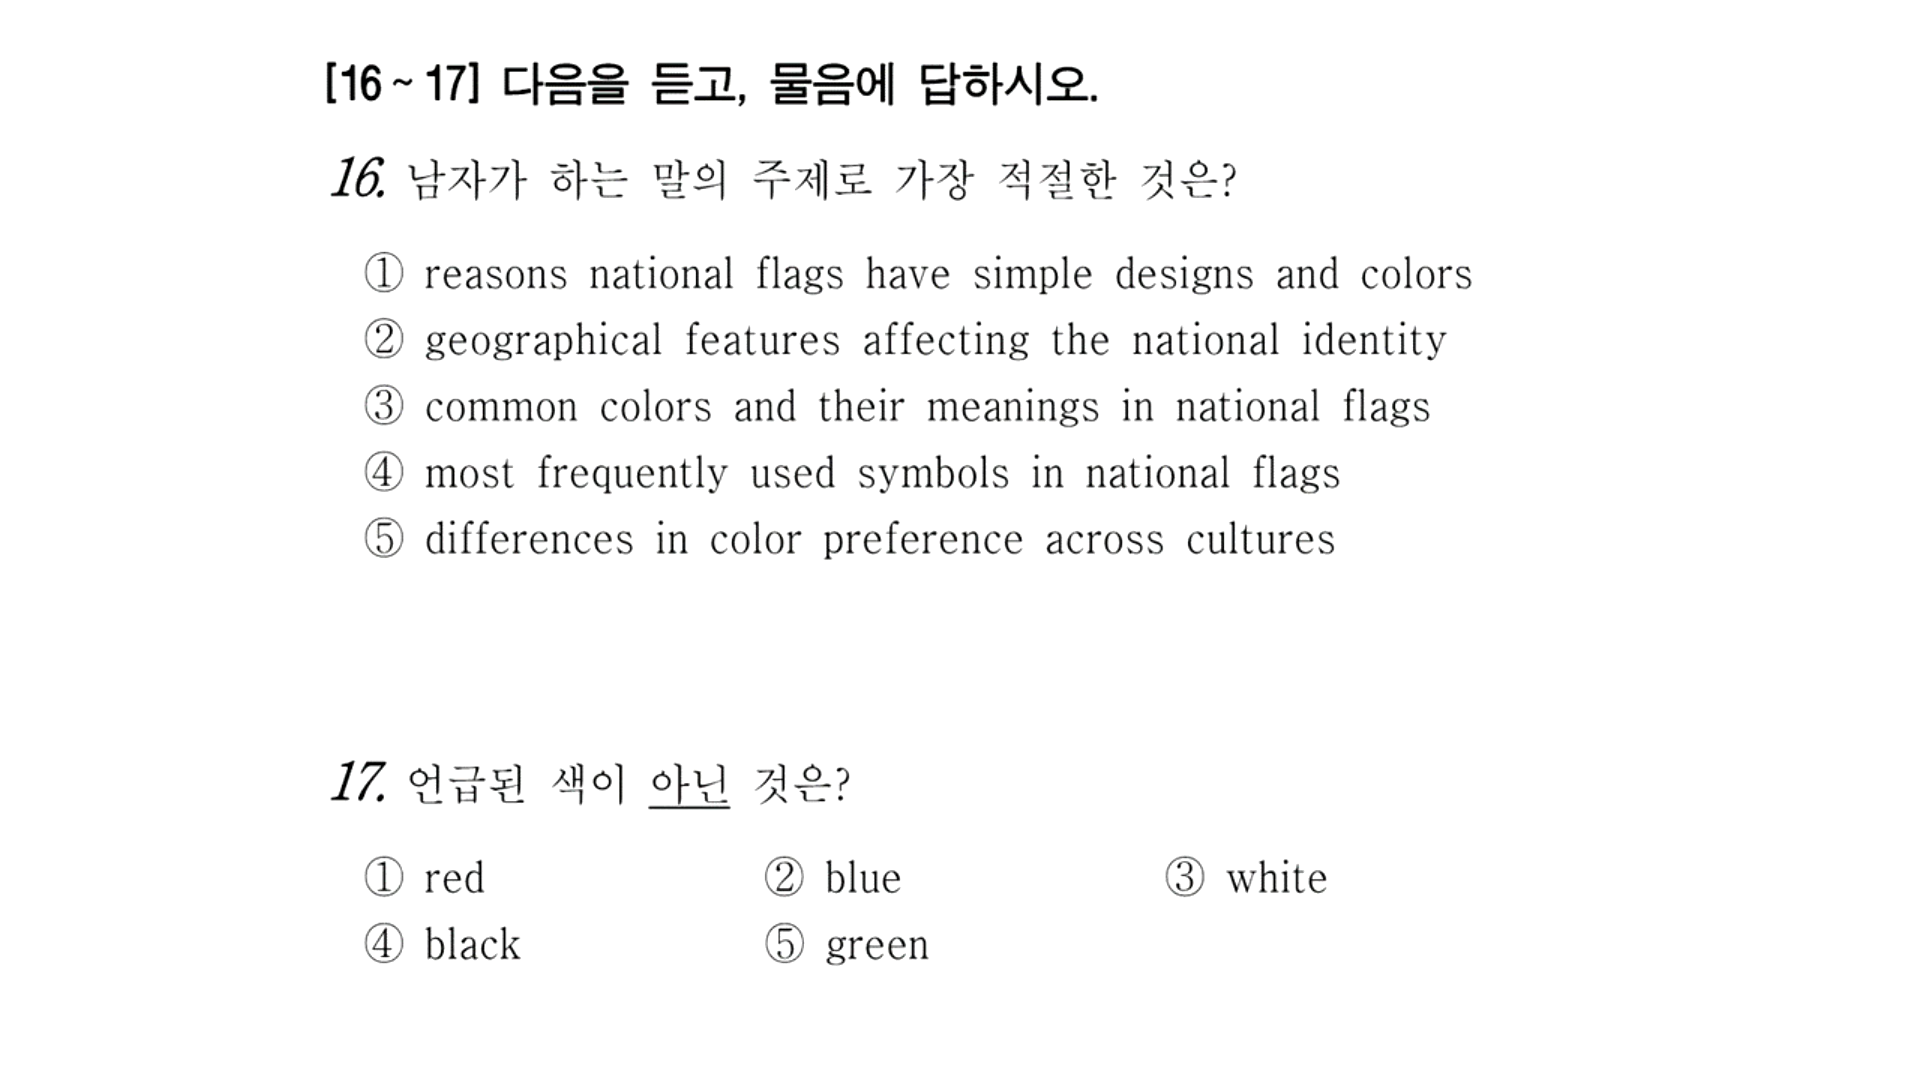 [16~17] 다음을 듣고, 물음에 답하시오.
16. 남자가 하는 말의 주제로 가장 적절한 것은?
① reasons national flags have simple designs and colors
② geographical features affecting the national identity
③ common colors and their meanings in national flags
④ most frequently used symbols in national flags
⑤ differences in color preference across cultures
17. 언급된 색이 아닌 것은?
① red ② blue ③ white
④ black ⑤ green